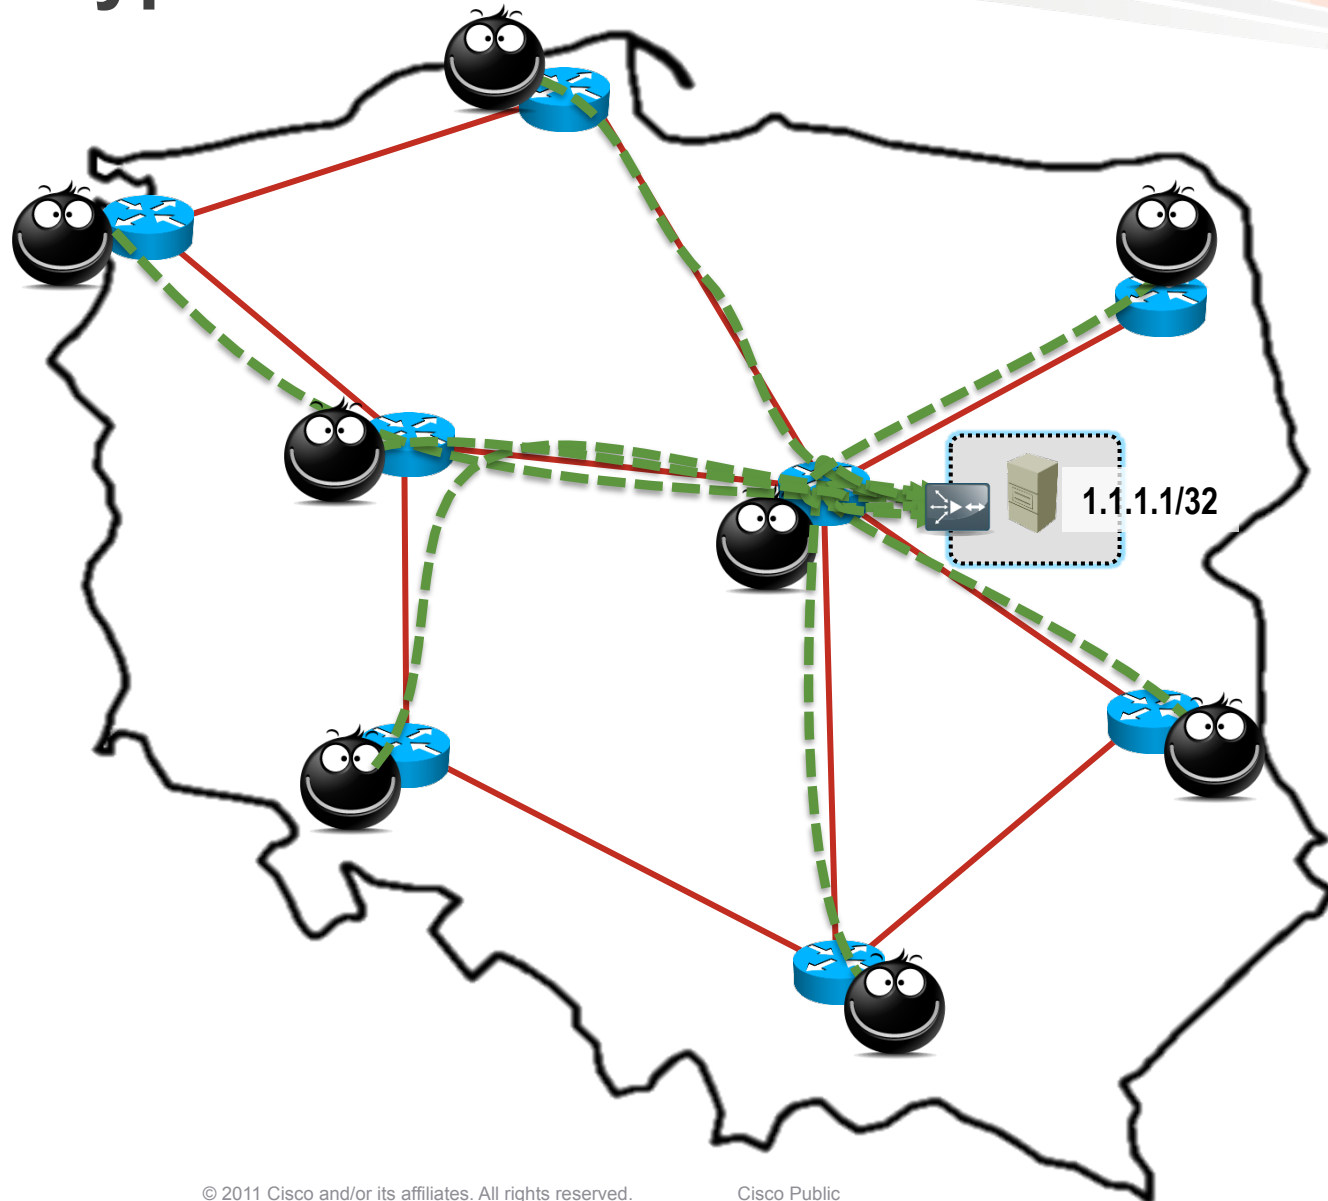 1.1.1.1/32
© 2011 Cisco and/or its affiliates. All rights reserved. Cisco Public